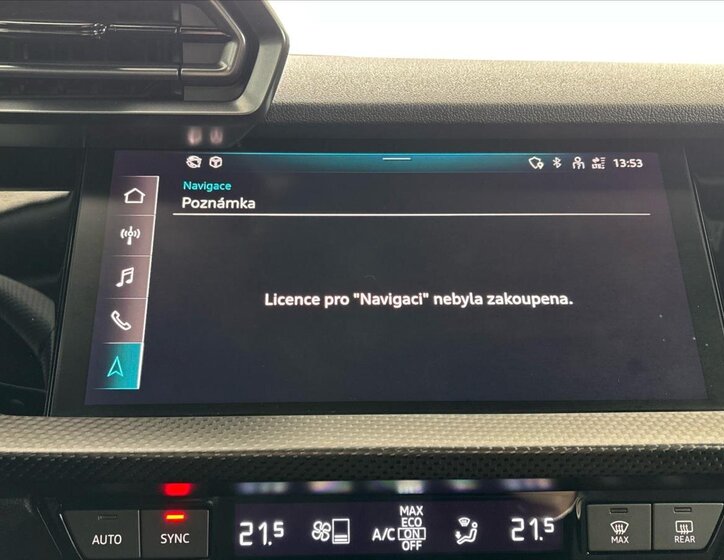 13:53
Navigace
Poznámka
Licence pro "Navigaci" nebyla zakoupena.
AUTO
SYNC
21.5
A/C
MAX
ECO
ON
OFF
21.5
MAX
REAR